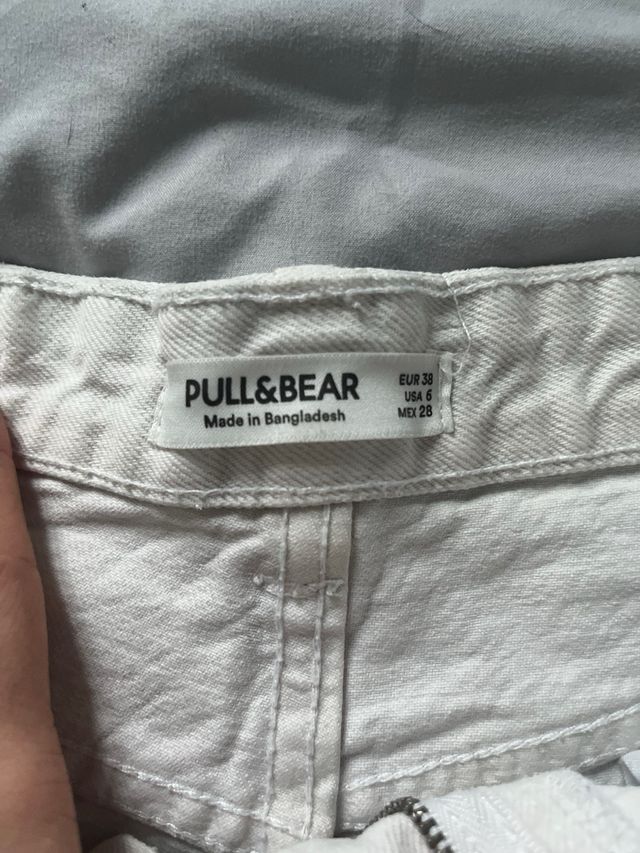 PULL&BEAR
Made in Bangladesh
EUR 38
USA 6
MEX 28